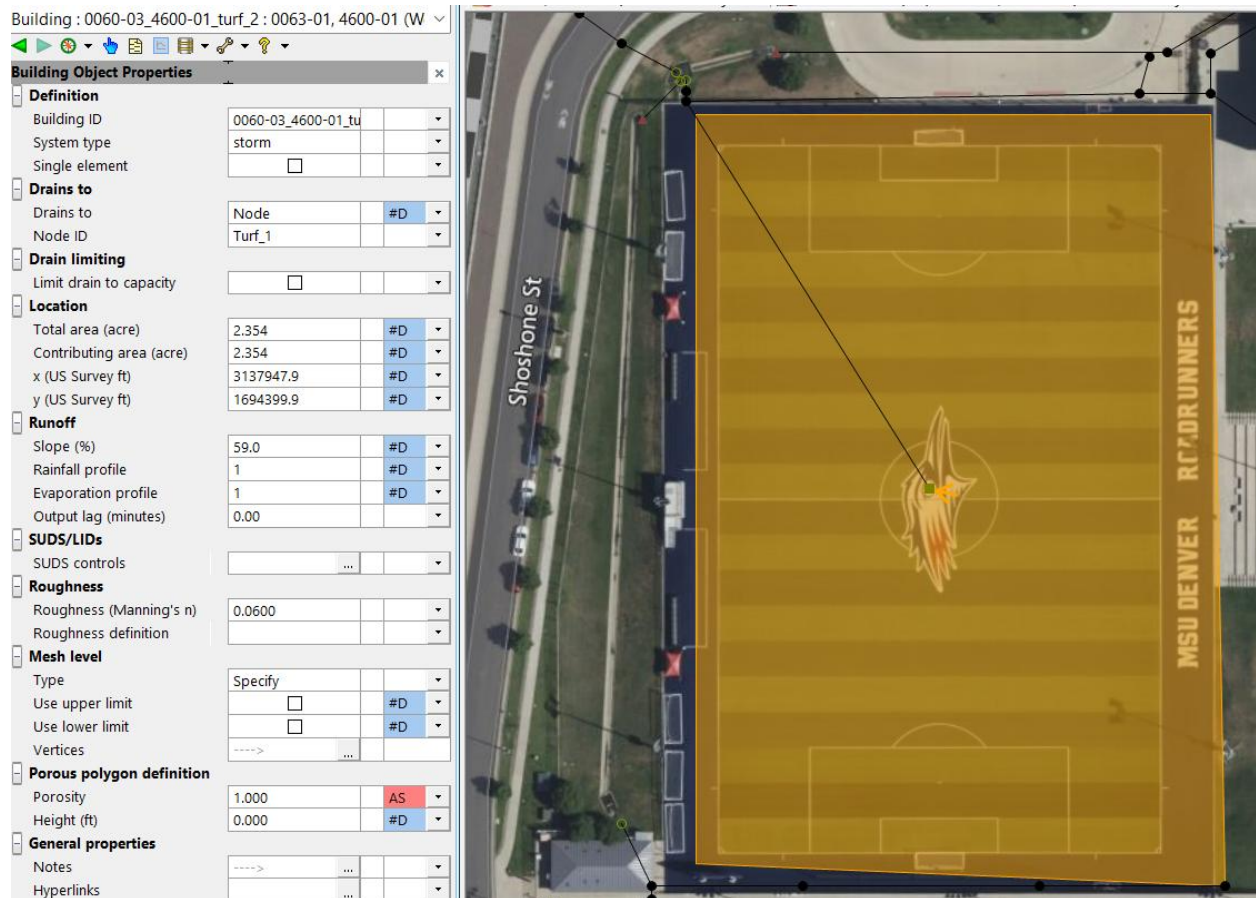 Building : 0060-03_4600-01_turf_2 : 0063-01, 4600-01 (W
Building Object Properties
Definition
Building ID 0060-03_4600-01_tu
System type storm
Single element
Drains to
Drains to Node #D
Node ID Turf_1
Drain limiting
Limit drain to capacity
Location
Total area (acre) 2.354 #D
Contributing area (acre) 2.354 #D
x (US Survey ft) 3137947.9 #D
y (US Survey ft) 1694399.9 #D
Runoff
Slope (%) 59.0 #D
Rainfall profile 1 #D
Evaporation profile 1 #D
Output lag (minutes) 0.00
SUDS/LIDs
SUDS controls ...
Roughness
Roughness (Manning's n) 0.0600
Roughness definition
Mesh level
Type Specify
Use upper limit #D
Use lower limit #D
Vertices ----> ...
Porous polygon definition
Porosity 1.000 AS
Height (ft) 0.000 #D
General properties
Notes ----> ...
Hyperlinks ...
Shoshone St
MSU DENVER ROADRUNNERS